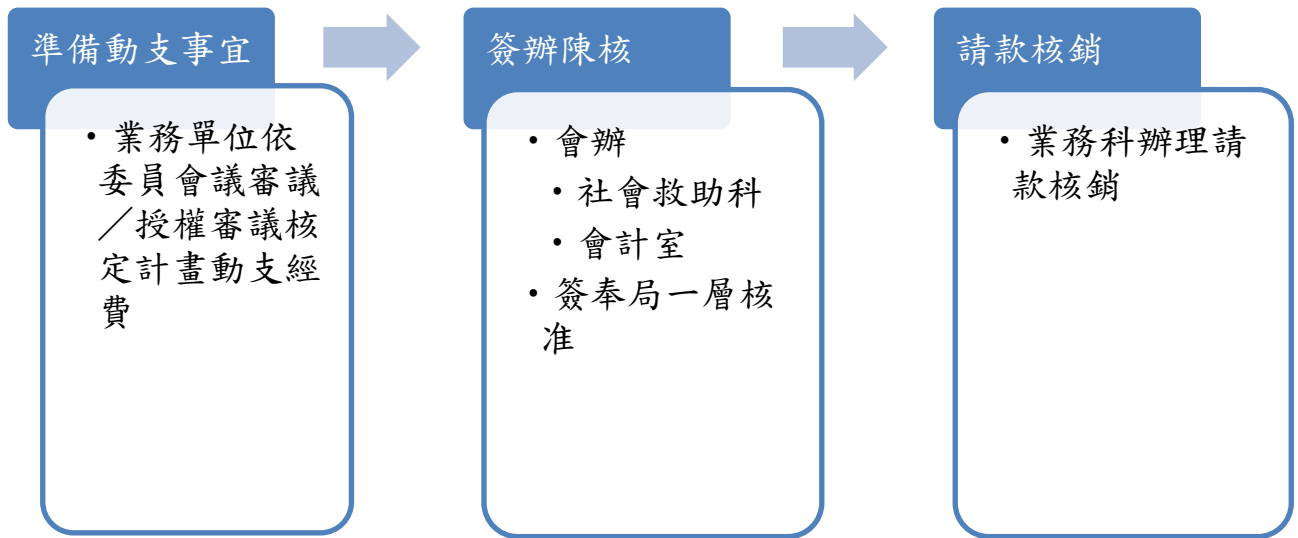 準備動支事宜
• 業務單位依
委員會議審議
／授權審議核
定計畫動支經
費
簽辦陳核
• 會辦
• 社會救助科
• 會計室
• 簽奉局一層核
准
請款核銷
• 業務科辦理請
款核銷